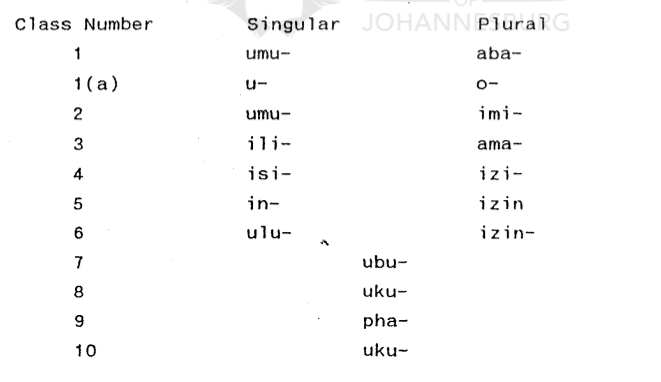 OF
Class Number Singular JOHANNESBURG Plural
1 umu- aba-
1(a) u- o-
2 umu- imi-
3 ili- ama-
4 isi- izi-
5 in- izin
6 ulu- izin-
7 ubu-
8 uku-
9 pha-
10 uku-